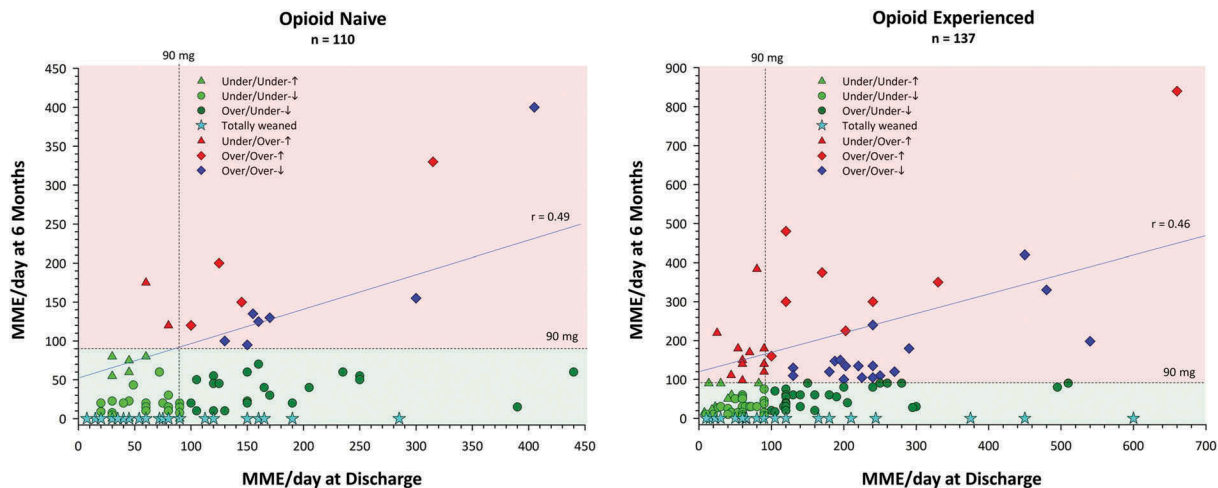 Opioid Naive
n = 110
90 mg
450
400
350
300
250
200
150
100
50
0
MME/day at 6 Months
Under/Under-↑
Under/Under-↓
Over/Under-↓
Totally weaned
Under/Over-↑
Over/Over-↑
Over/Over-↓
r = 0.49
90 mg
0 50 100 150 200 250 300 350 400 450
MME/day at Discharge
Opioid Experienced
n = 137
90 mg
900
800
700
600
500
400
300
200
100
0
MME/day at 6 Months
Under/Under-↑
Under/Under-↓
Over/Under-↓
Totally weaned
Under/Over-↑
Over/Over-↑
Over/Over-↓
r = 0.46
90 mg
0 100 200 300 400 500 600 700
MME/day at Discharge